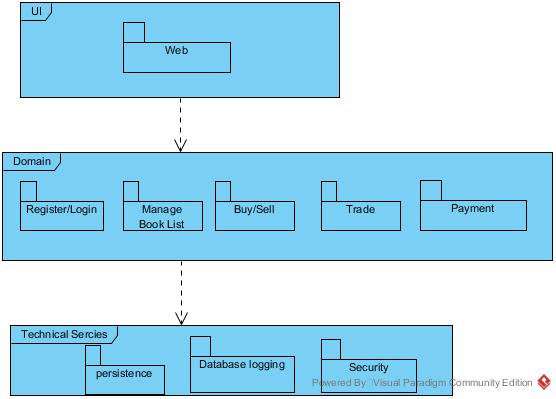 UI
Web
Domain
Register/Login
Manage
Book List
Buy/Sell
Trade
Payment
Technical Sercies
persistence
Database logging
Security
Powered By Visual Paradigm Community Edition